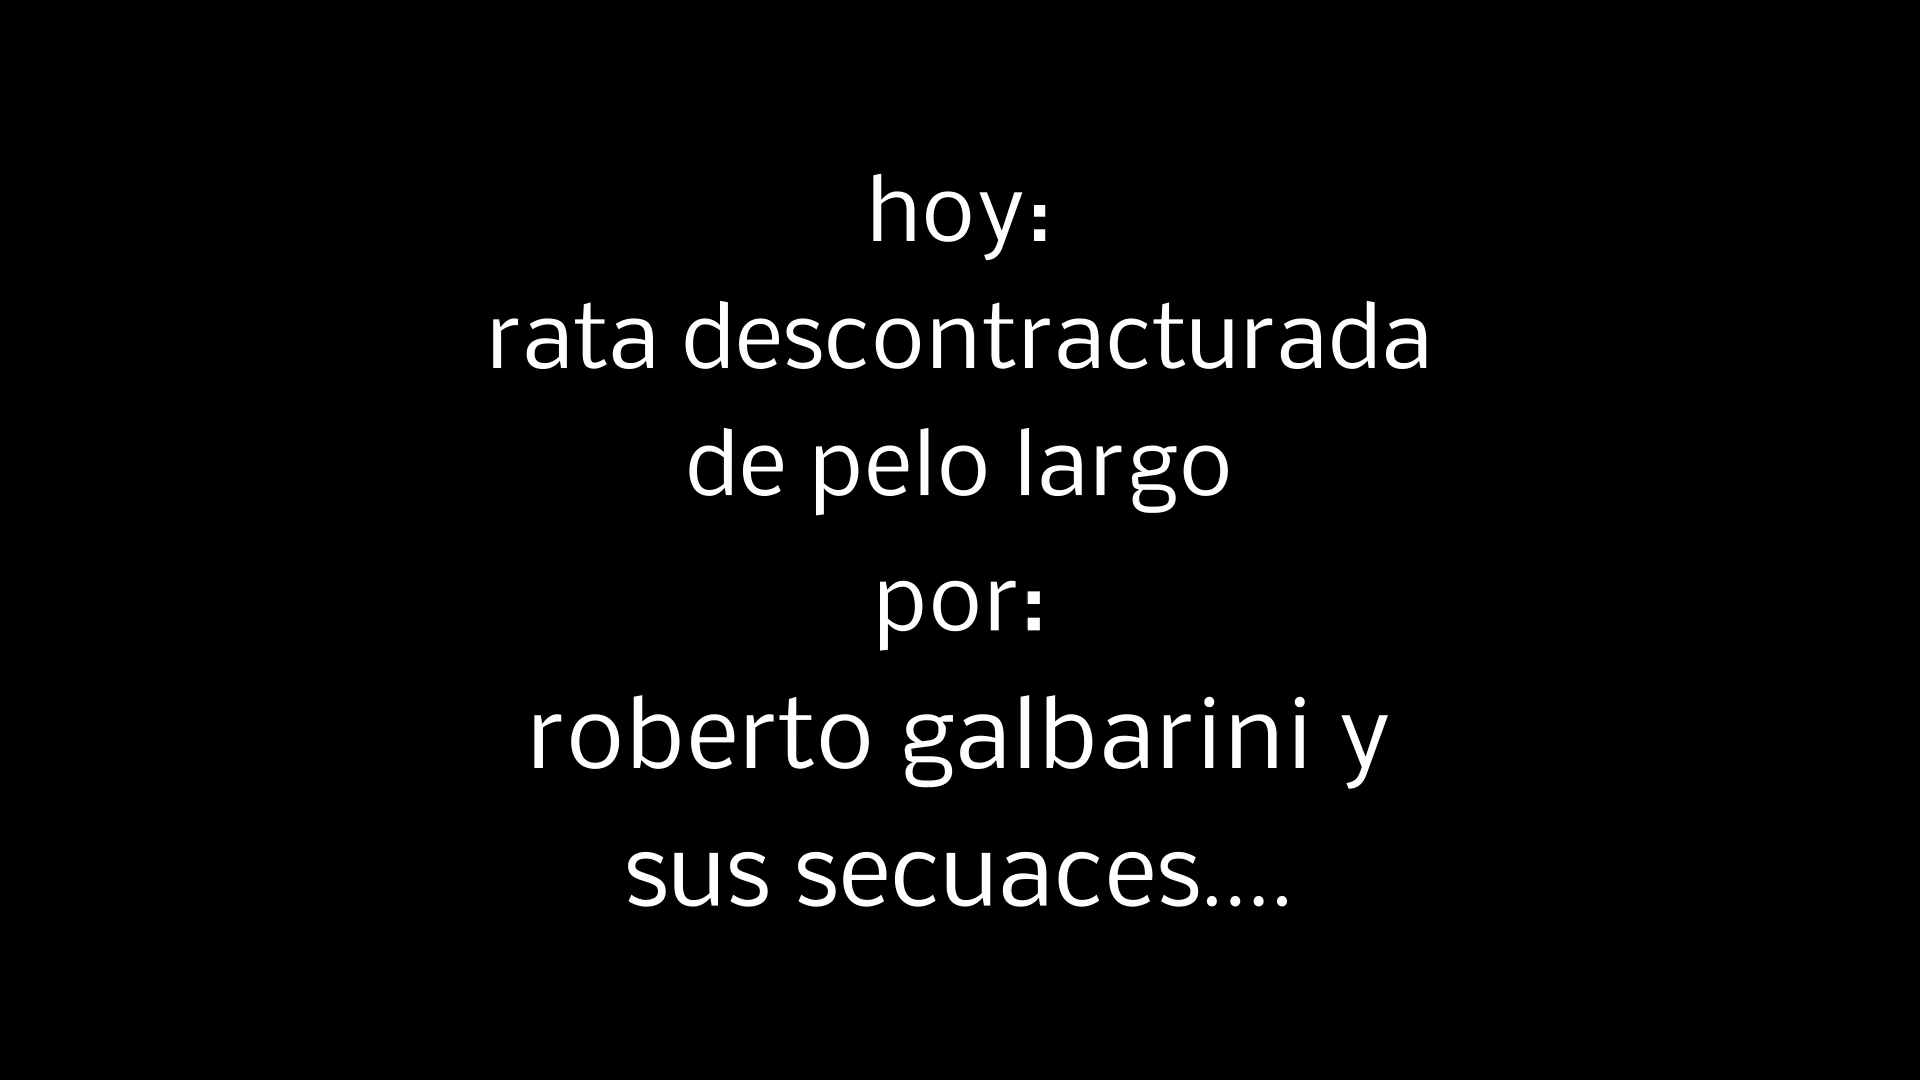 hoy:
rata descontracturada
de pelo largo
por:
roberto galbarini y
sus secuaces....